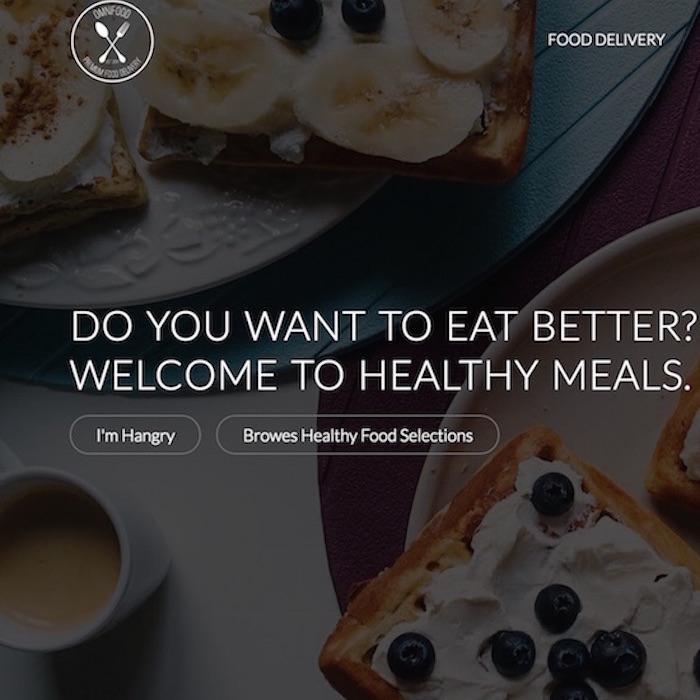 OMNIFOOD
PREMIUM FOOD DELIVERY
FOOD DELIVERY
DO YOU WANT TO EAT BETTER?
WELCOME TO HEALTHY MEALS.
I'm Hangry
Browes Healthy Food Selections